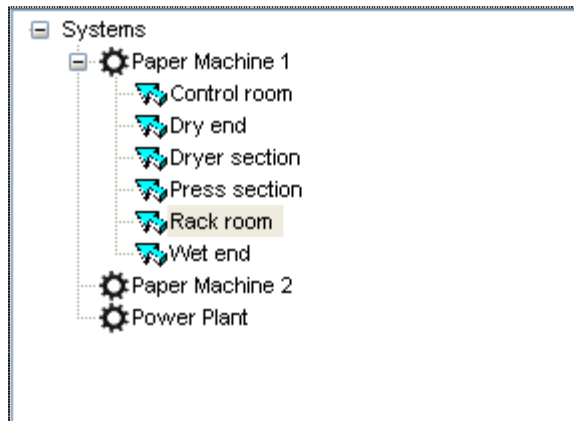 Systems
Paper Machine 1
Control room
Dry end
Dryer section
Press section
Rack room
Wet end
Paper Machine 2
Power Plant